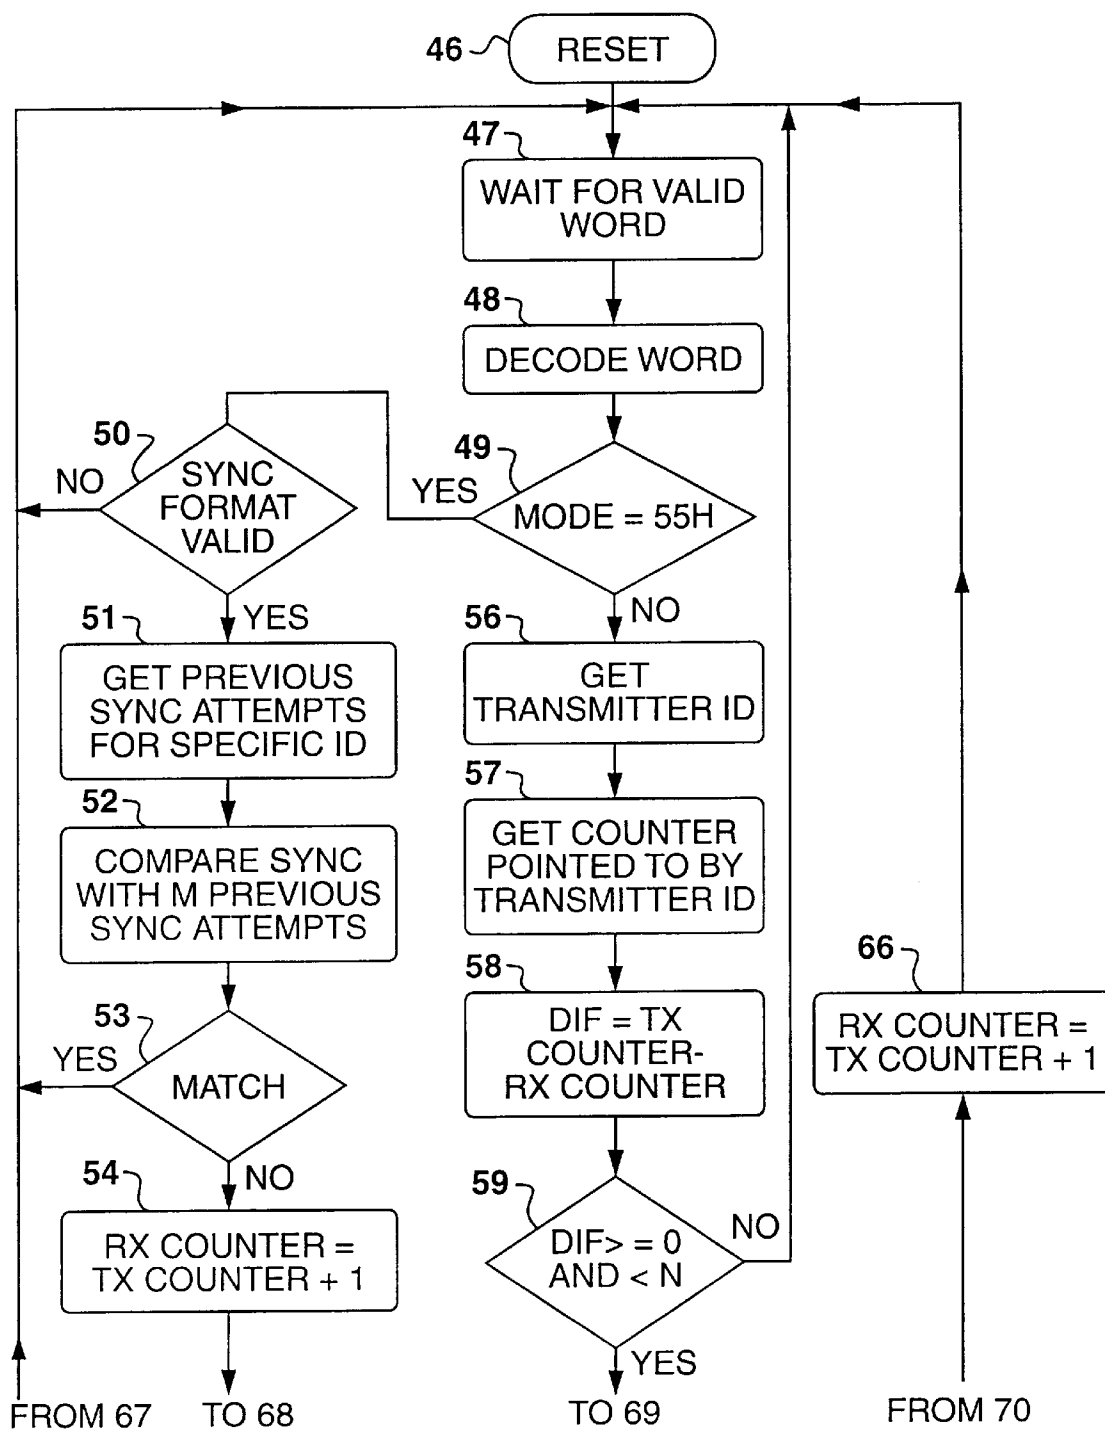 46
RESET
47
WAIT FOR VALID
WORD
48
DECODE WORD
50
NO
SYNC
FORMAT
VALID
YES
49
YES
MODE = 55H
NO
51
GET PREVIOUS
SYNC ATTEMPTS
FOR SPECIFIC ID
56
GET
TRANSMITTER ID
52
COMPARE SYNC
WITH M PREVIOUS
SYNC ATTEMPTS
57
GET COUNTER
POINTED TO BY
TRANSMITTER ID
53
YES
MATCH
NO
58
DIF = TX
COUNTER-
RX COUNTER
66
RX COUNTER =
TX COUNTER + 1
54
RX COUNTER =
TX COUNTER + 1
59
DIF> = 0
AND < N
NO
YES
FROM 67
TO 68
TO 69
FROM 70